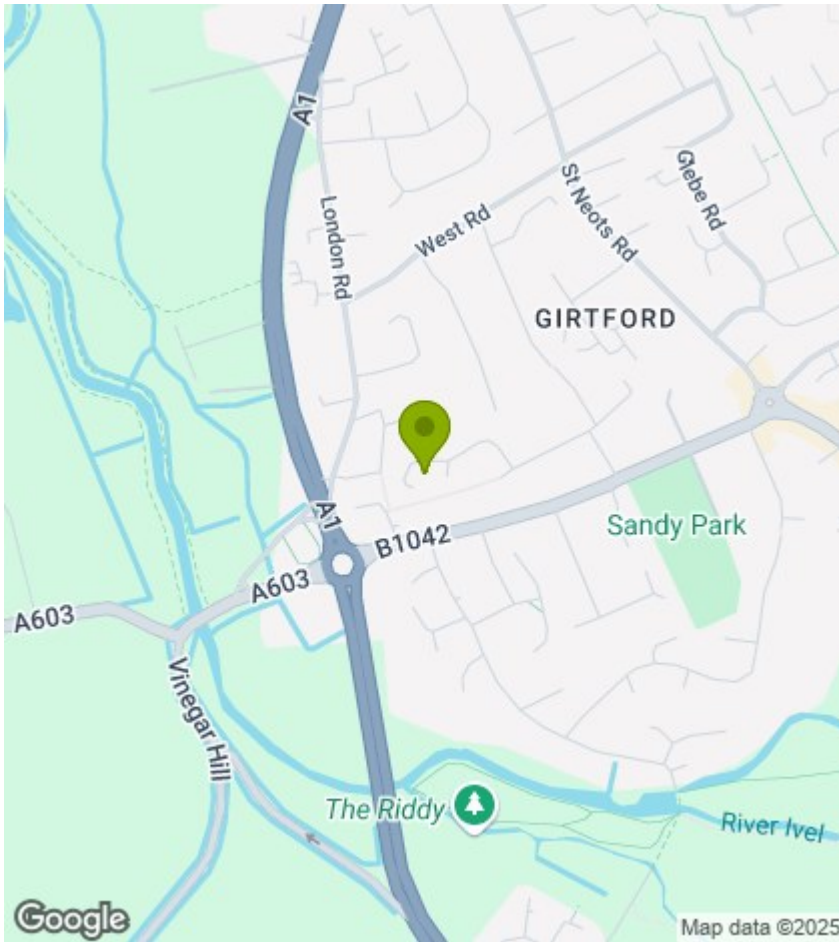 A1
London Rd
West Rd
St Neots Rd
Glebe Rd
GIRTFORD
A1
B1042
Sandy Park
A603
A603
Vinegar Hill
The Riddy
River Ivel
Google
Map data ©2025